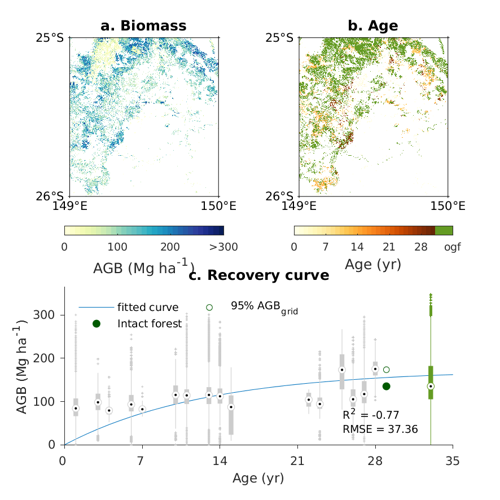 a. Biomass
b. Age
25°S
26°S
149°E
150°E
25°S
26°S
149°E
150°E
0
100
200
>300
AGB (Mg ha-1)
0
7
14
21
28
ogf
Age (yr)
c. Recovery curve
AGB (Mg ha-1)
300
200
100
0
fitted curve
Intact forest
95% AGBgrid
R2 = -0.77
RMSE = 37.36
0
7
14
21
28
35
Age (yr)